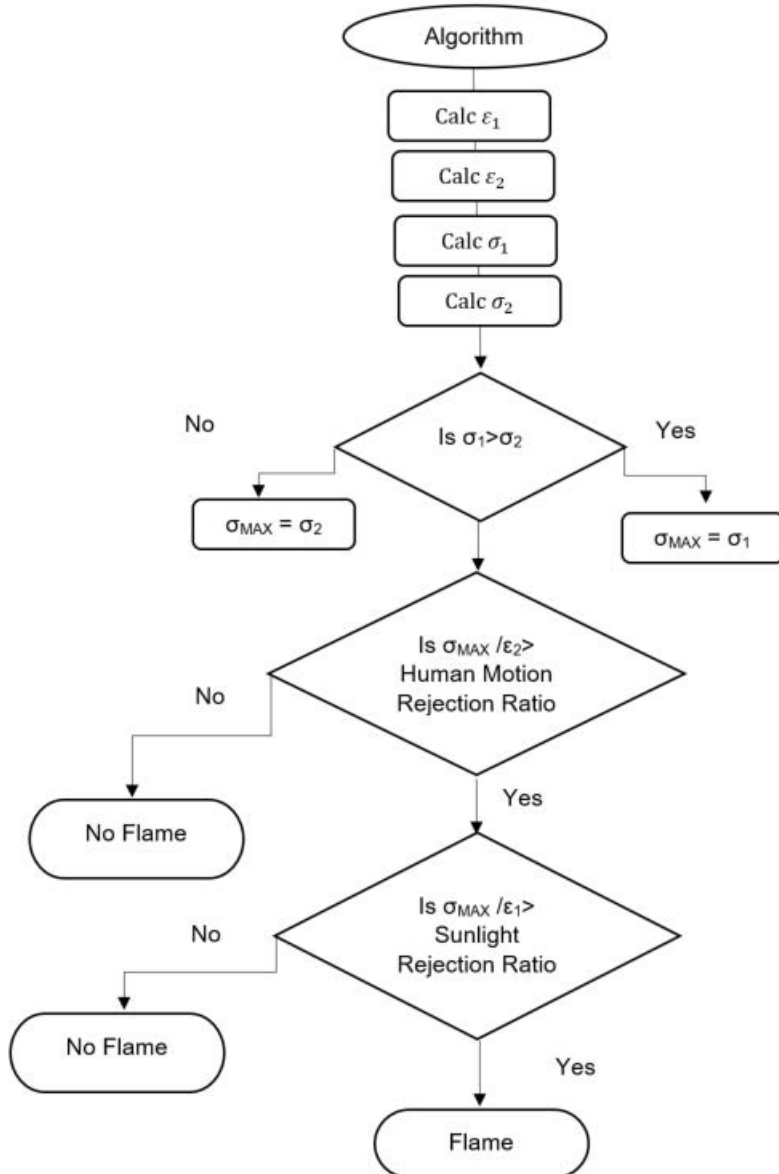 Algorithm
Calc ε₁
Calc ε₂
Calc σ₁
Calc σ₂
Is σ₁>σ₂
No
Yes
σMAX = σ₂
σMAX = σ₁
Is σMAX /ε₂>
Human Motion
Rejection Ratio
No
Yes
No Flame
Is σMAX /ε₁>
Sunlight
Rejection Ratio
No
Yes
No Flame
Flame